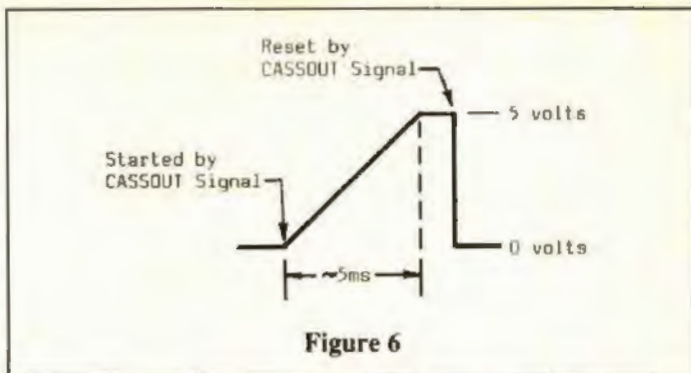 Reset by
CASSOUT Signal
5 volts
Started by
CASSOUT Signal
0 volts
~5ms
Figure 6